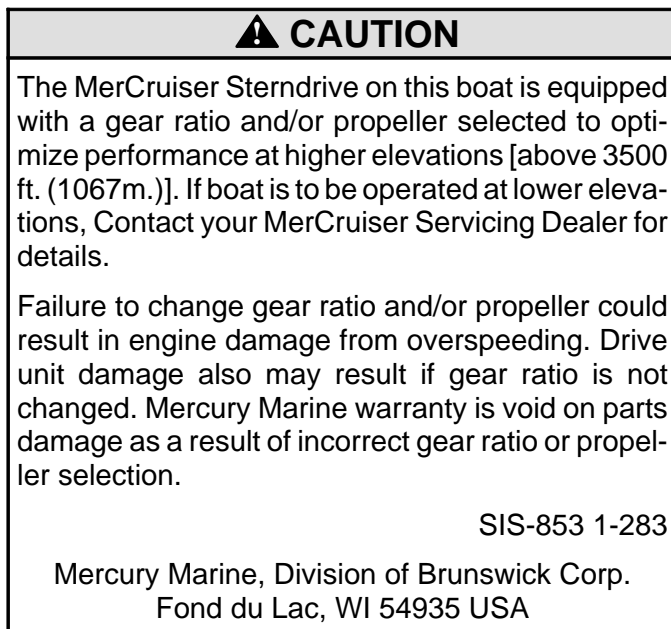 CAUTION
The MerCruiser Sterndrive on this boat is equipped
with a gear ratio and/or propeller selected to opti-
mize performance at higher elevations [above 3500
ft. (1067m.)]. If boat is to be operated at lower eleva-
tions, Contact your MerCruiser Servicing Dealer for
details.
Failure to change gear ratio and/or propeller could
result in engine damage from overspeeding. Drive
unit damage also may result if gear ratio is not
changed. Mercury Marine warranty is void on parts
damage as a result of incorrect gear ratio or propel-
ler selection.
SIS-853 1-283
Mercury Marine, Division of Brunswick Corp.
Fond du Lac, WI 54935 USA